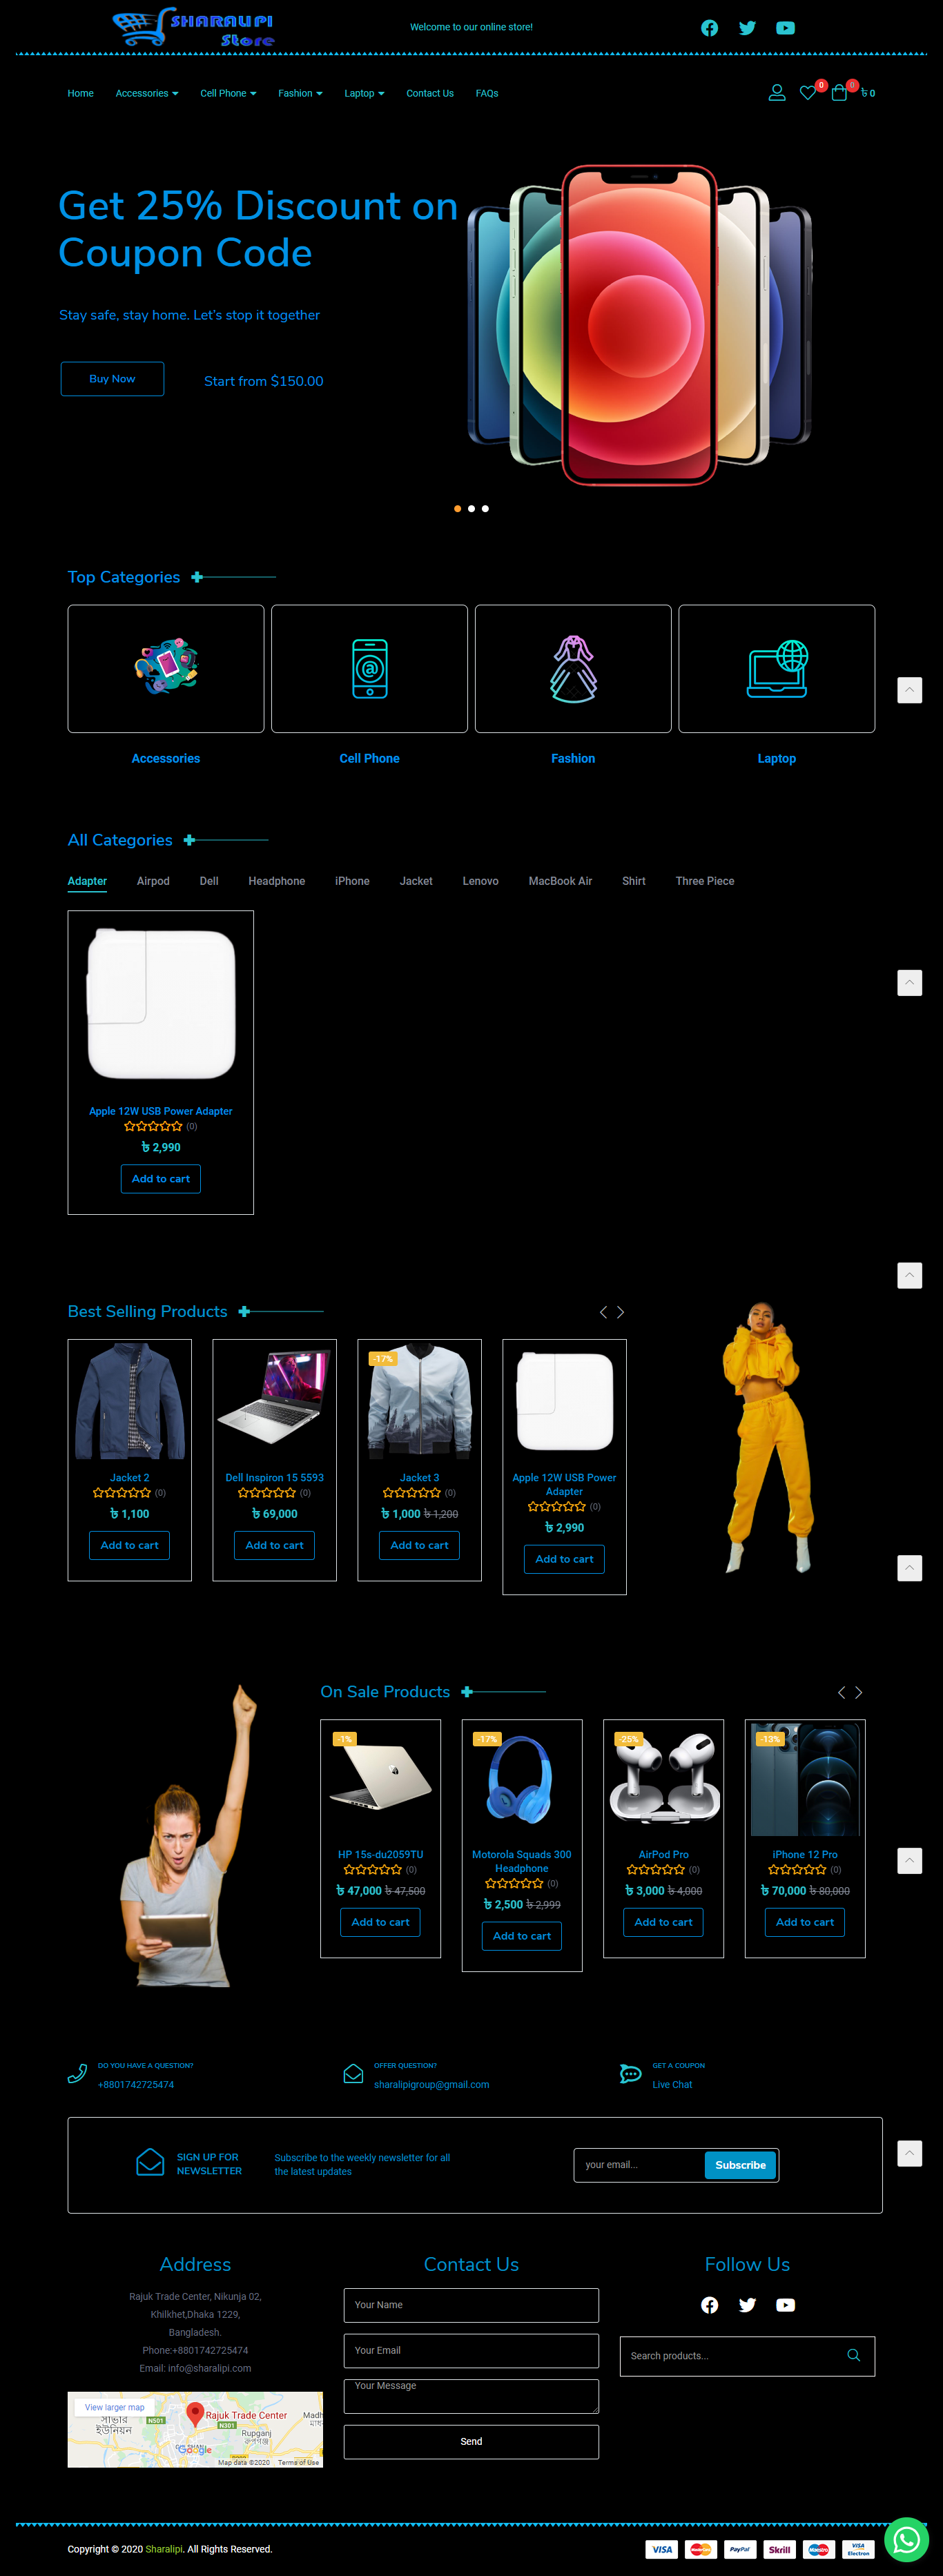 SHARALIPI
Store
Welcome to our online store!
Home Accessories Cell Phone Fashion Laptop Contact Us FAQs
0 0 ৳ 0
Get 25% Discount on
Coupon Code
Stay safe, stay home. Let's stop it together
Buy Now Start from $150.00
Top Categories
Accessories Cell Phone Fashion Laptop
All Categories
Adapter Airpod Dell Headphone iPhone Jacket Lenovo MacBook Air Shirt Three Piece
Apple 12W USB Power Adapter
(0)
৳ 2,990
Add to cart
Best Selling Products
Jacket 2
(0)
৳ 1,100
Add to cart
Dell Inspiron 15 5593
(0)
৳ 69,000
Add to cart
-17%
Jacket 3
(0)
৳ 1,000 ৳ 1,200
Add to cart
Apple 12W USB Power
Adapter
(0)
৳ 2,990
Add to cart
On Sale Products
-1%
HP 15s-du2059TU
(0)
৳ 47,000 ৳ 47,500
Add to cart
-17%
Motorola Squads 300
Headphone
(0)
৳ 2,500 ৳ 2,999
Add to cart
-25%
AirPod Pro
(0)
৳ 3,000 ৳ 4,000
Add to cart
-13%
iPhone 12 Pro
(0)
৳ 70,000 ৳ 80,000
Add to cart
DO YOU HAVE A QUESTION?
+8801742725474
OFFER QUESTION?
sharalipigroup@gmail.com
GET A COUPON
Live Chat
SIGN UP FOR
NEWSLETTER
Subscribe to the weekly newsletter for all
the latest updates
your email...
Subscribe
Address
Rajuk Trade Center, Nikunja 02,
Khilkhet,Dhaka 1229,
Bangladesh.
Phone:+8801742725474
Email: info@sharalipi.com
View larger map
সাভার
ইউনিয়ন
N501
Rajuk Trade Center
N301
Rupganj
রূপগঞ্জ
Google
Map data ©2020 Terms of Use
Contact Us
Your Name
Your Email
Your Message
Send
Follow Us
Search products...
Copyright © 2020 Sharalipi. All Rights Reserved.
VISA MasterCard PayPal Skrill Maestro VISA Electron